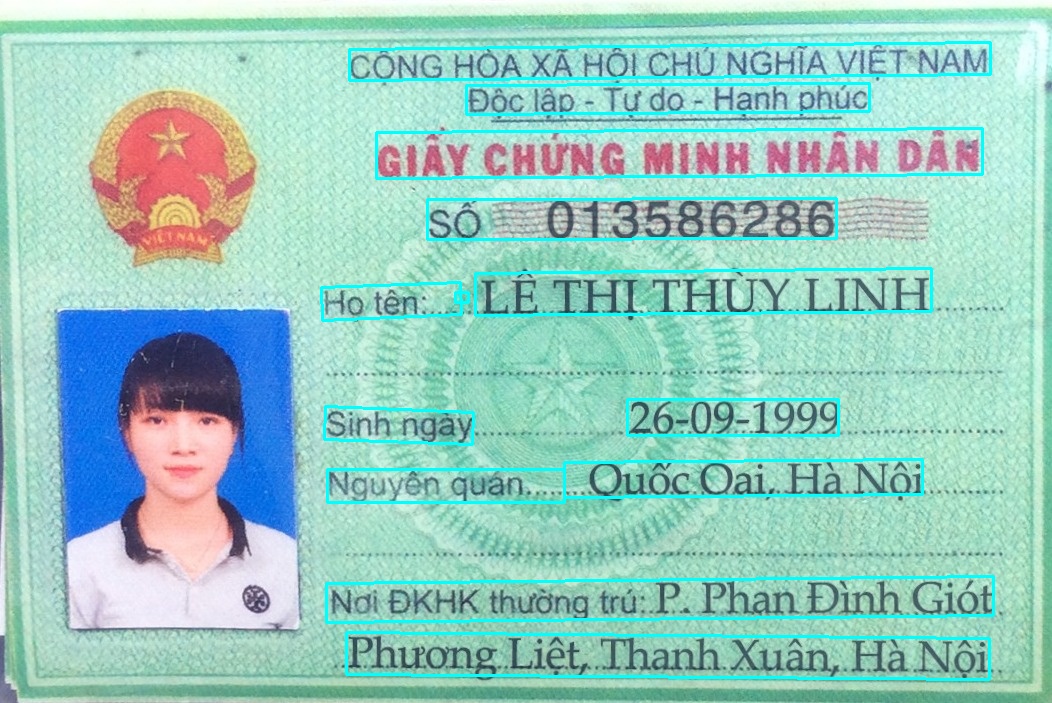 CỘNG HÒA XÃ HỘI CHỦ NGHĨA VIỆT NAM
Độc lập - Tự do - Hạnh phúc
GIẤY CHỨNG MINH NHÂN DÂN
SỐ 013586286
VIỆT NAM
Họ tên: LÊ THỊ THÙY LINH
Sinh ngày 26-09-1999
Nguyên quán Quốc Oai, Hà Nội
Nơi ĐKHK thường trú: P. Phan Đình Giót
Phương Liệt, Thanh Xuân, Hà Nội